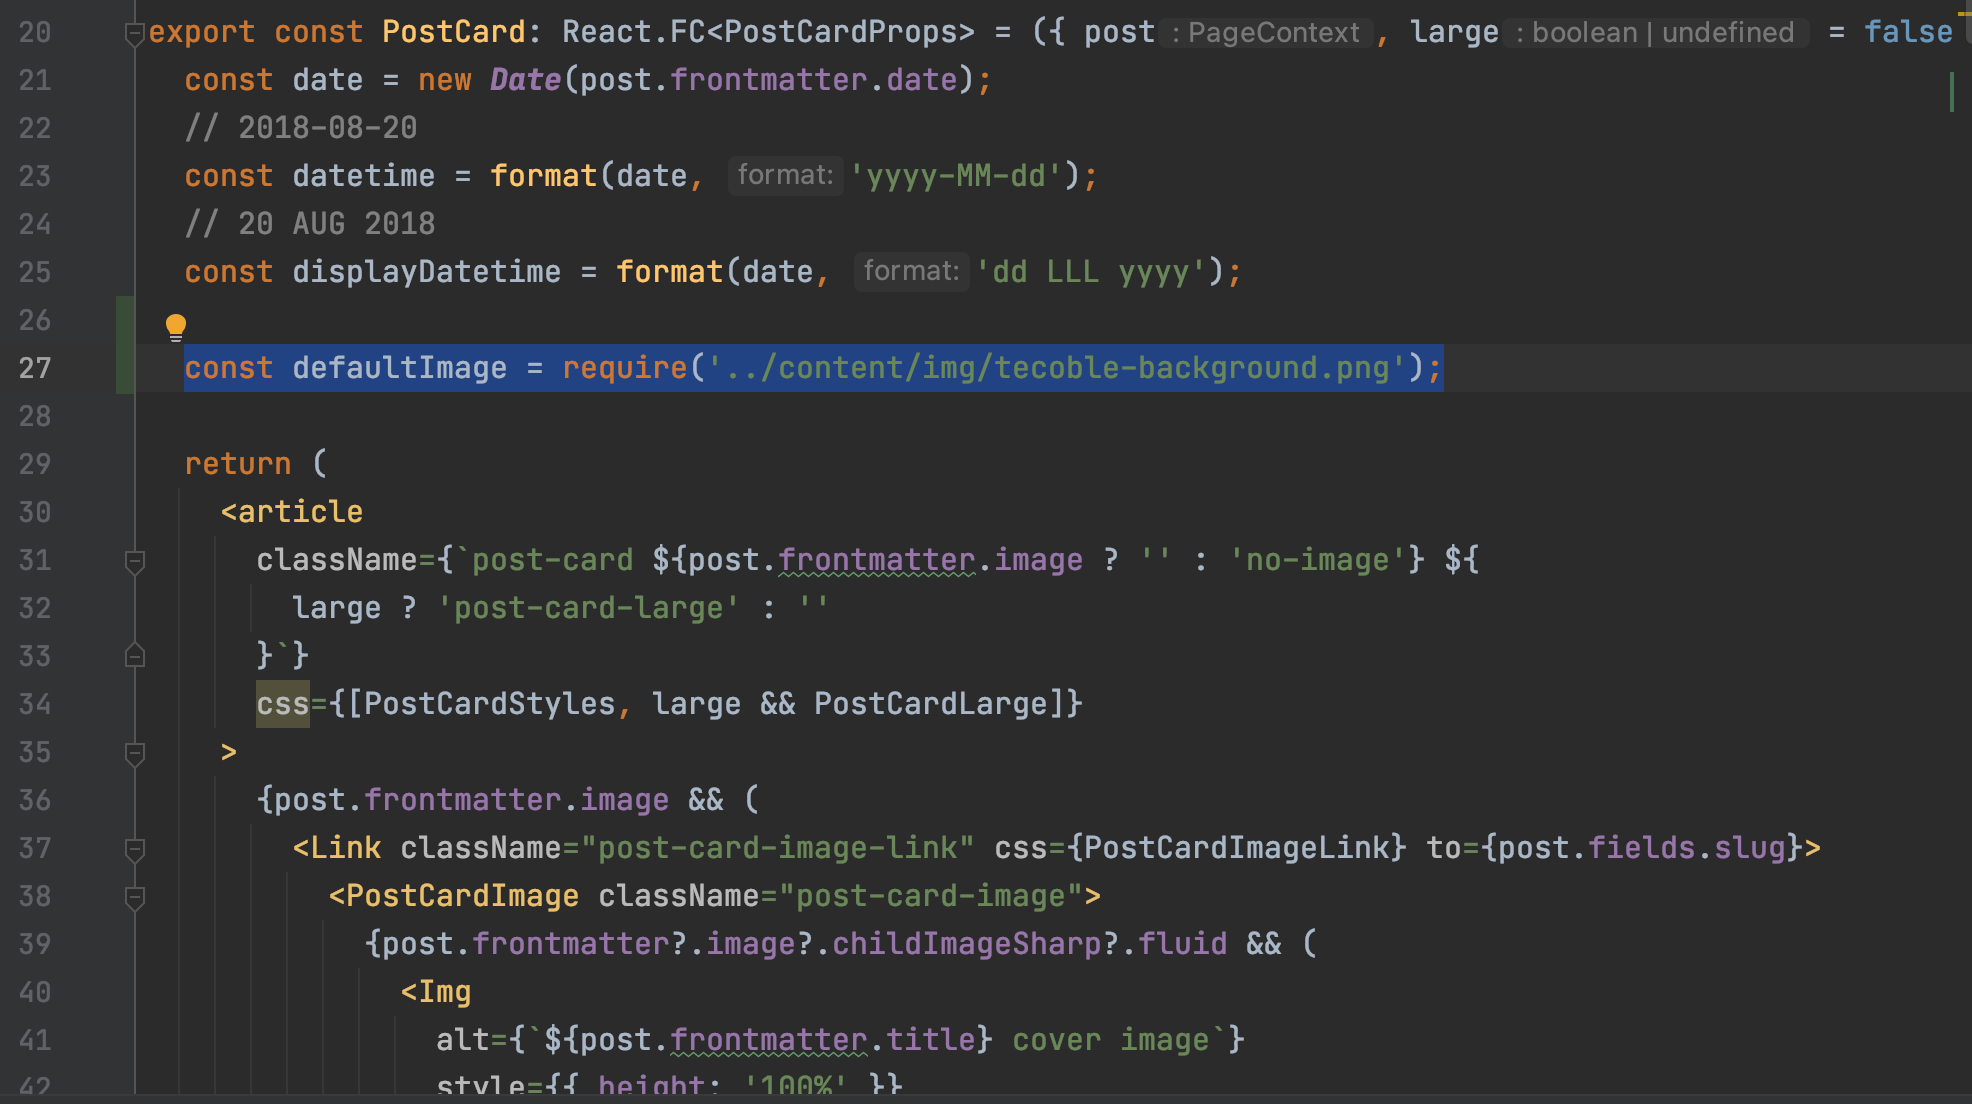 20 export const PostCard: React.FC<PostCardProps> = ({ post : PageContext , large : boolean | undefined = false
21 const date = new Date(post.frontmatter.date);
22 // 2018-08-20
23 const datetime = format(date, format: 'yyyy-MM-dd');
24 // 20 AUG 2018
25 const displayDatetime = format(date, format: 'dd LLL yyyy');
26
27 const defaultImage = require('../content/img/tecoble-background.png');
28
29 return (
30 <article
31 className={`post-card ${post.frontmatter.image ? '' : 'no-image'} ${
32 large ? 'post-card-large' : ''
33 }`}
34 css={[PostCardStyles, large && PostCardLarge]}
35 >
36 {post.frontmatter.image && (
37 <Link className="post-card-image-link" css={PostCardImageLink} to={post.fields.slug}>
38 <PostCardImage className="post-card-image">
39 {post.frontmatter?.image?.childImageSharp?.fluid && (
40 <Img
41 alt={`${post.frontmatter.title} cover image`}
42 style={{ height: '100%' }}